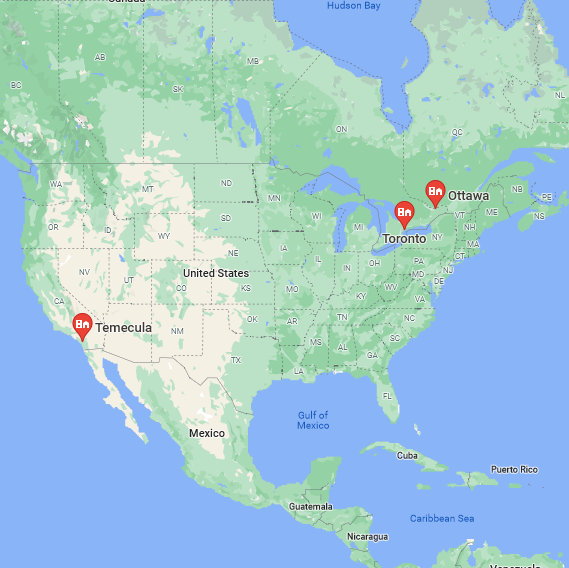 Canada
Hudson Bay
AB
MB
BC
SK
NL
ON
QC
WA
MT
ND
MN
Ottawa
NB
PE
NS
OR
ID
SD
WI
MI
Toronto
VT
ME
NH
NY
MA
CT
WY
IA
PA
NJ
NE
United States
IL
IN
OH
MD
DE
NV
UT
CO
KS
MO
WV
VA
KY
CA
Temecula
NM
OK
AR
TN
NC
SC
MS
AL
GA
TX
LA
FL
Gulf of
Mexico
Mexico
Cuba
Puerto Rico
Guatemala
Caribbean Sea
Nicaragua
Venezuela